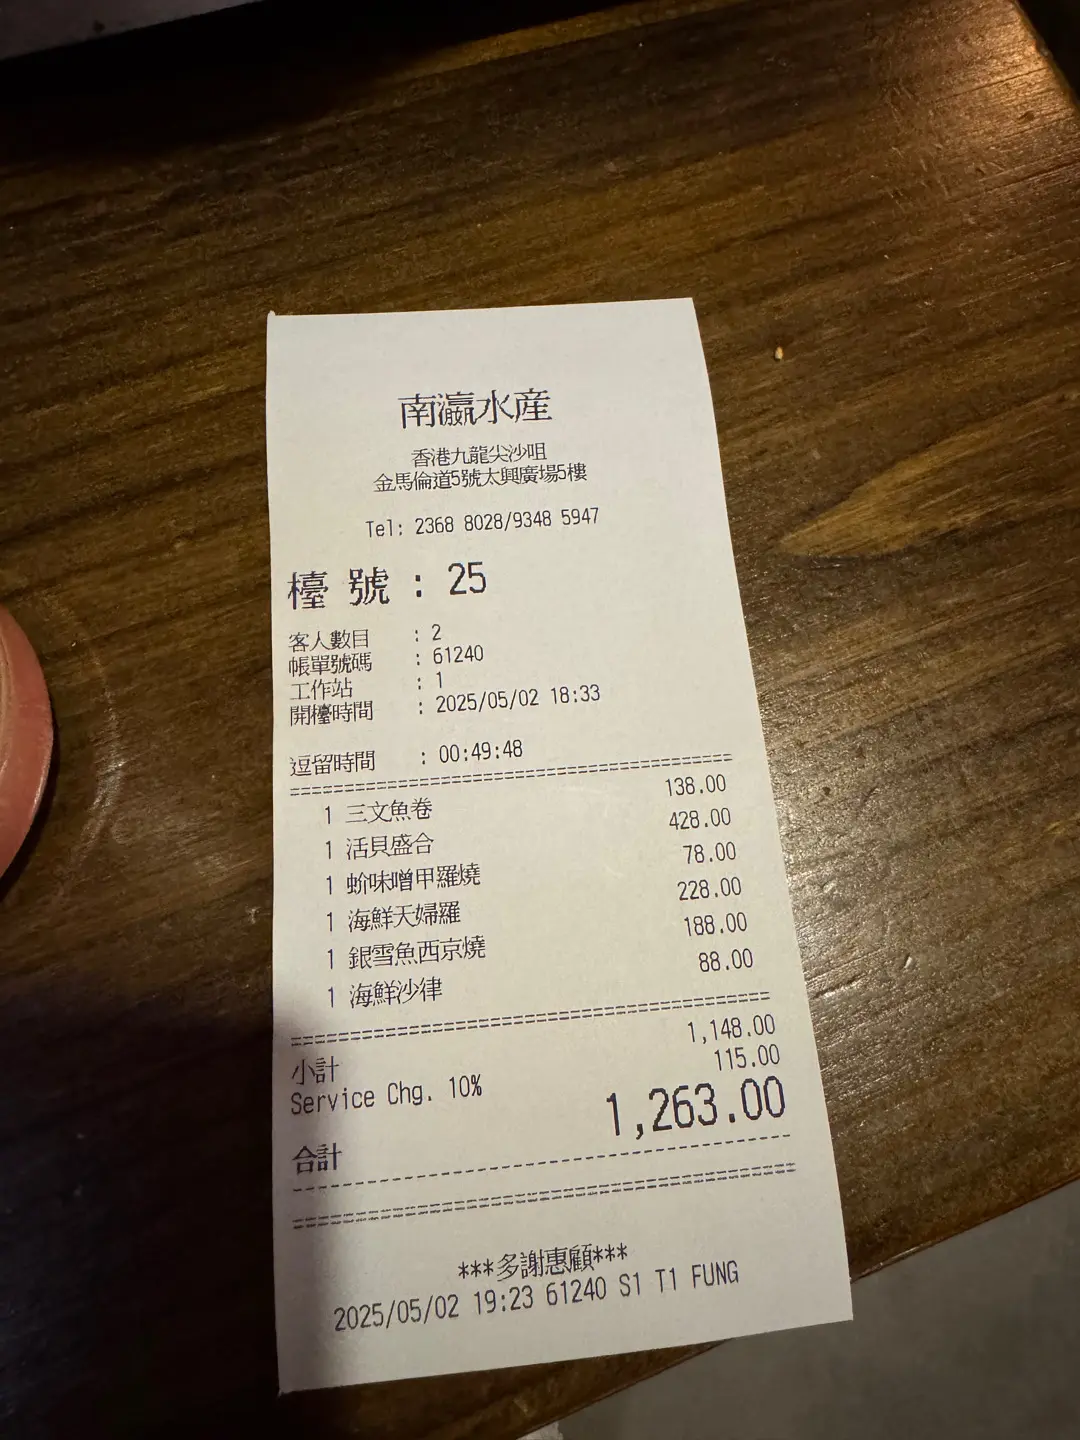 南瀛水産
香港九龍尖沙咀
金馬倫道5號太興廣場5樓
Tel: 2368 8028/9348 5947
檯號 : 25
客人數目 : 2
帳單號碼 : 61240
工作站 : 1
開檯時間 : 2025/05/02 18:33
逗留時間 : 00:49:48
1 三文魚卷 138.00
1 活貝盛合 428.00
1 蚧味噌甲羅燒 78.00
1 海鮮天婦羅 228.00
1 銀雪魚西京燒 188.00
1 海鮮沙律 88.00
小計 1,148.00
Service Chg. 10% 115.00
合計 1,263.00
***多謝惠顧***
2025/05/02 19:23 61240 S1 T1 FUNG